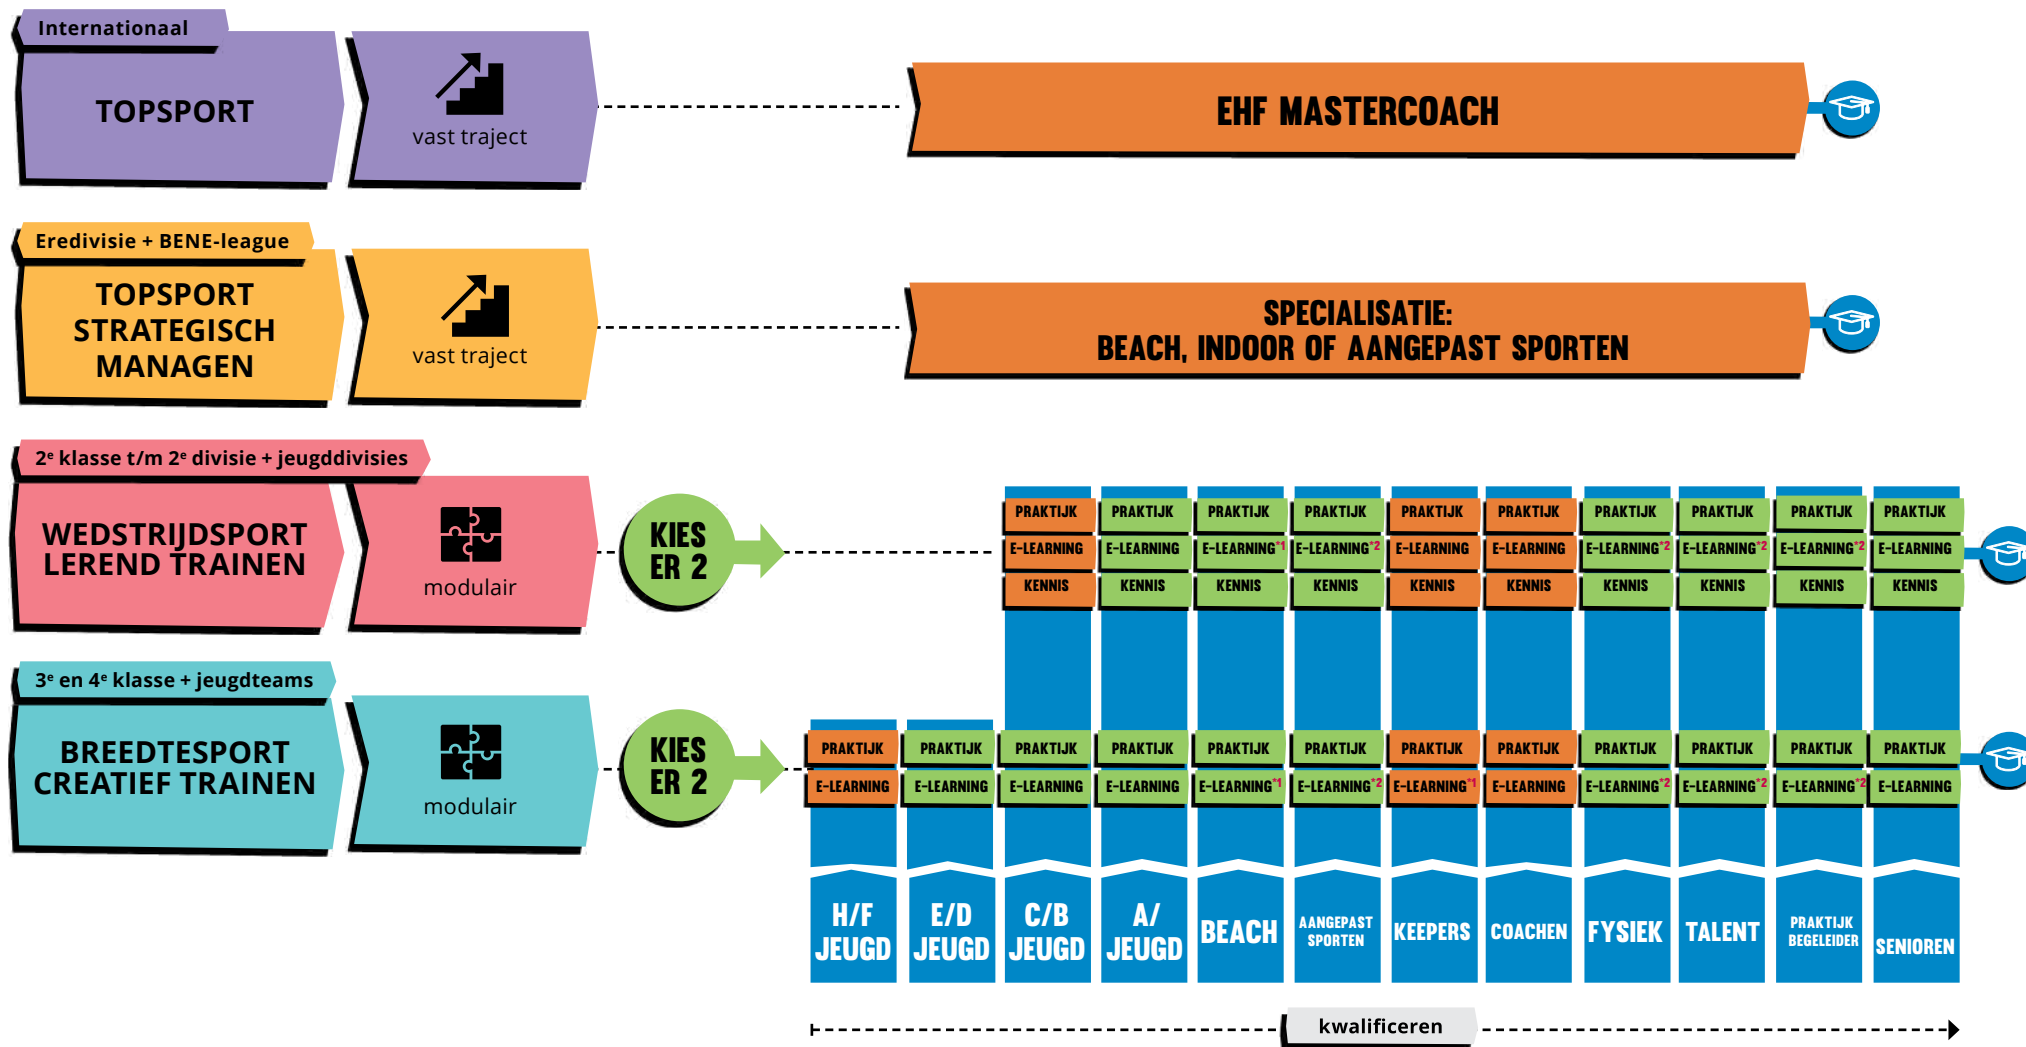 Internationaal
TOPSPORT
vast traject
EHF MASTERCOACH
Eredivisie + BENE-league
TOPSPORT
STRATEGISCH
MANAGEN
vast traject
SPECIALISATIE:
BEACH, INDOOR OF AANGEPAST SPORTEN
2e klasse t/m 2e divisie + jeugddivisies
WEDSTRIJDSPORT
LEREND TRAINEN
modulair
KIES
ER 2
PRAKTIJK PRAKTIJK PRAKTIJK PRAKTIJK PRAKTIJK PRAKTIJK PRAKTIJK PRAKTIJK PRAKTIJK PRAKTIJK
E-LEARNING E-LEARNING E-LEARNING*1 E-LEARNING*2 E-LEARNING E-LEARNING E-LEARNING*2 E-LEARNING*2 E-LEARNING*2 E-LEARNING
KENNIS KENNIS KENNIS KENNIS KENNIS KENNIS KENNIS KENNIS KENNIS KENNIS
3e en 4e klasse + jeugdteams
BREEDTESPORT
CREATIEF TRAINEN
modulair
KIES
ER 2
PRAKTIJK PRAKTIJK PRAKTIJK PRAKTIJK PRAKTIJK PRAKTIJK PRAKTIJK PRAKTIJK PRAKTIJK PRAKTIJK PRAKTIJK PRAKTIJK
E-LEARNING E-LEARNING E-LEARNING E-LEARNING E-LEARNING*1 E-LEARNING*2 E-LEARNING*1 E-LEARNING E-LEARNING*2 E-LEARNING*2 E-LEARNING*2 E-LEARNING
H/F
JEUGD
E/D
JEUGD
C/B
JEUGD
A/
JEUGD
BEACH
AANGEPAST
SPORTEN
KEEPERS
COACHEN
FYSIEK
TALENT
PRAKTIJK
BEGELEIDER
SENIOREN
kwalificeren